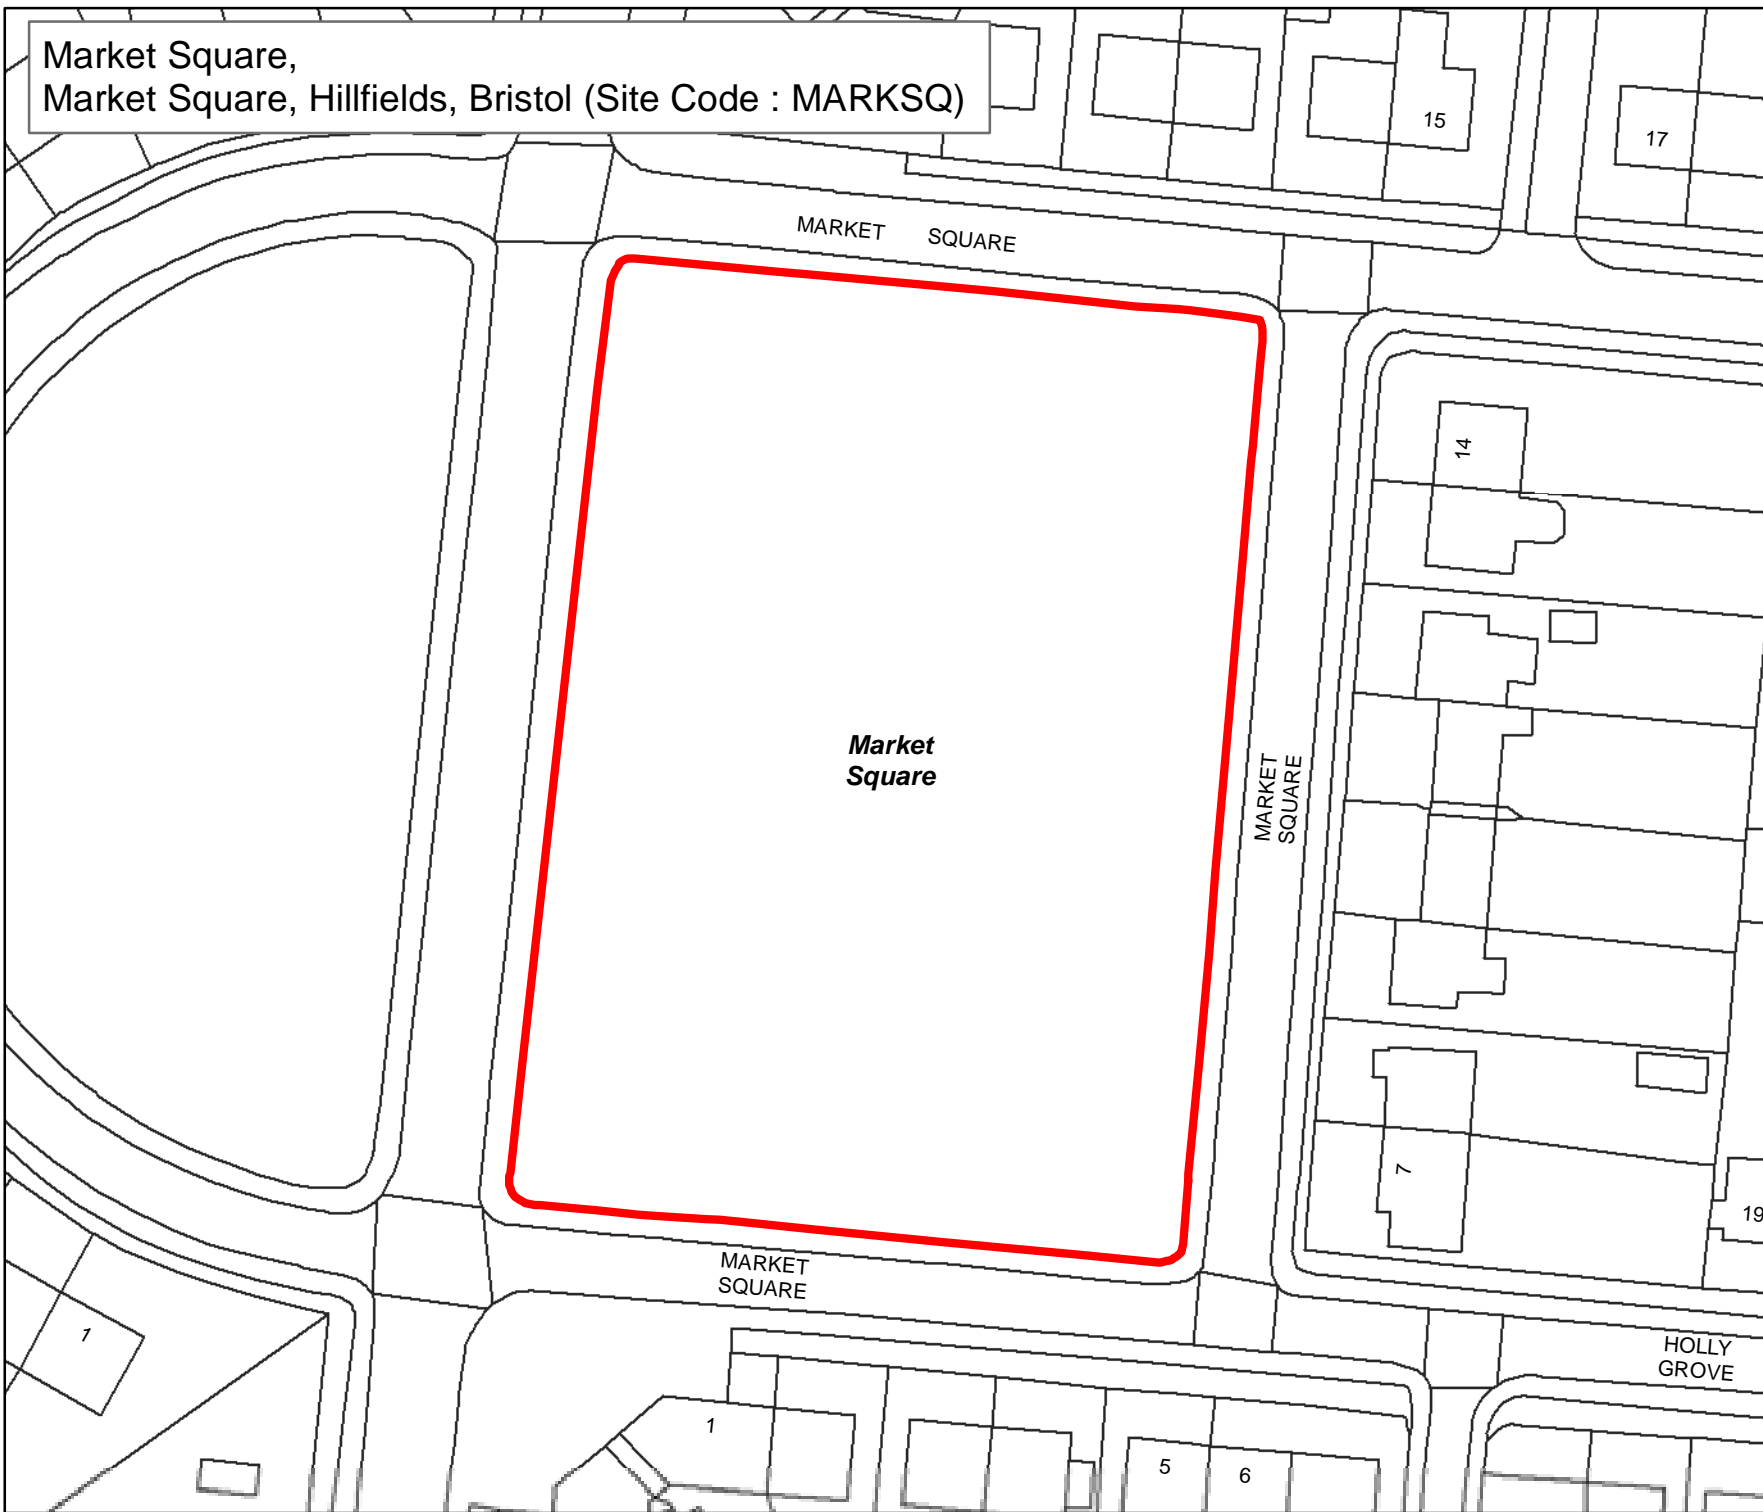 Market Square,
Market Square, Hillfields, Bristol (Site Code : MARKSQ)
15
17
MARKET SQUARE
14
Market
Square
MARKET
SQUARE
7
19
MARKET
SQUARE
1
HOLLY
GROVE
1
5
6